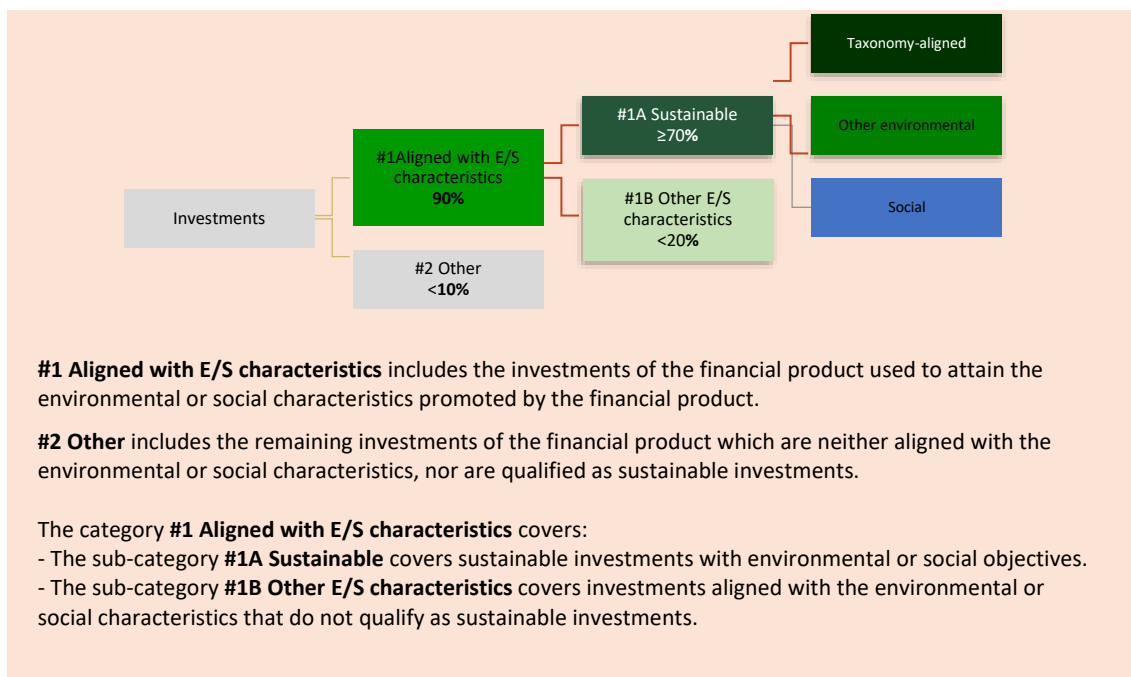 Taxonomy-aligned
#1A Sustainable
≥70%
Other environmental
#1Aligned with E/S
characteristics
90%
#1B Other E/S
characteristics
<20%
Social
Investments
#2 Other
<10%
#1 Aligned with E/S characteristics includes the investments of the financial product used to attain the
environmental or social characteristics promoted by the financial product.
#2 Other includes the remaining investments of the financial product which are neither aligned with the
environmental or social characteristics, nor are qualified as sustainable investments.
The category #1 Aligned with E/S characteristics covers:
- The sub-category #1A Sustainable covers sustainable investments with environmental or social objectives.
- The sub-category #1B Other E/S characteristics covers investments aligned with the environmental or
social characteristics that do not qualify as sustainable investments.